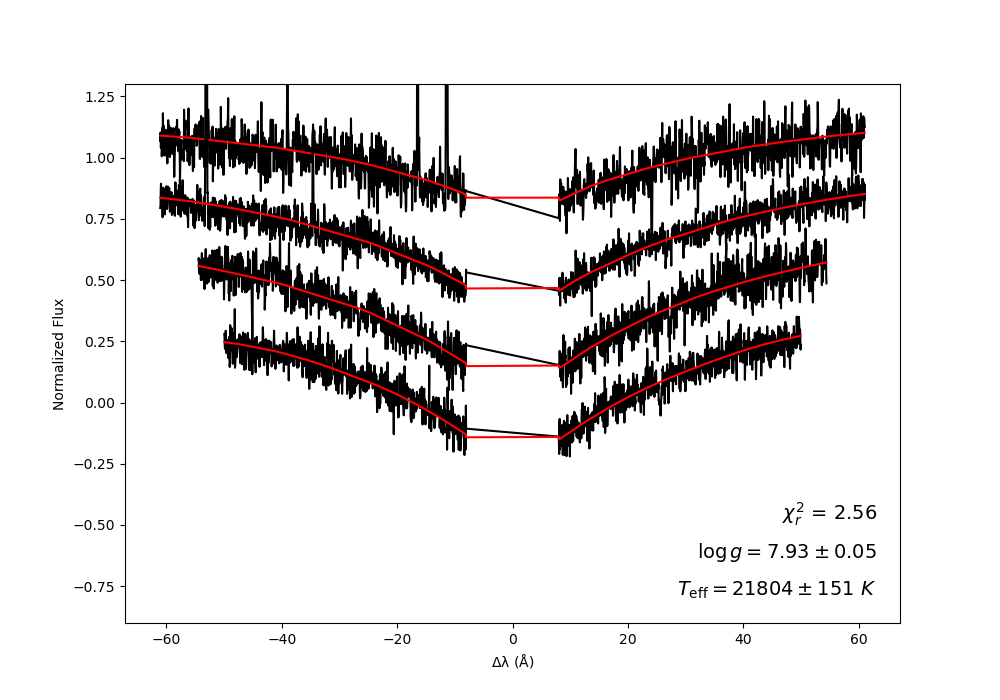 1.25
1.00
0.75
0.50
0.25
0.00
−0.25
−0.50
−0.75
Normalized Flux
χ²ᵣ = 2.56
log g = 7.93 ± 0.05
T_eff = 21804 ± 151 K
−60 −40 −20 0 20 40 60
Δλ (Å)